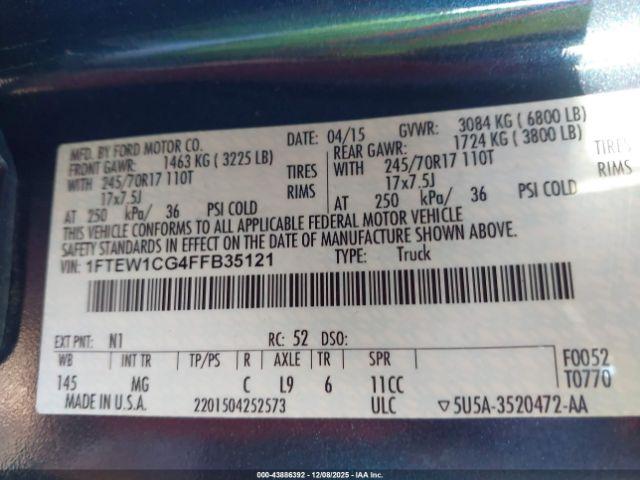 MFD. BY FORD MOTOR CO. DATE: 04/15 GVWR: 3084 KG ( 6800 LB)
FRONT GAWR: 1463 KG ( 3225 LB) REAR GAWR: 1724 KG ( 3800 LB)
WITH 245/70R17 110T TIRES WITH 245/70R17 110T TIRES
17x7.5J RIMS 17x7.5J RIMS
AT 250 kPa/ 36 PSI COLD AT 250 kPa/ 36 PSI COLD
THIS VEHICLE CONFORMS TO ALL APPLICABLE FEDERAL MOTOR VEHICLE
SAFETY STANDARDS IN EFFECT ON THE DATE OF MANUFACTURE SHOWN ABOVE.
VIN: 1FTEW1CG4FFB35121 TYPE: Truck
EXT PNT: N1 RC: 52 DSO:
WB INT TR TP/PS R AXLE TR SPR F0052
145 MG C L9 6 11CC T0770
MADE IN U.S.A. 2201504252573 ULC ▽5U5A-3520472-AA
000-43886392 - 12/08/2025 - IAA Inc.